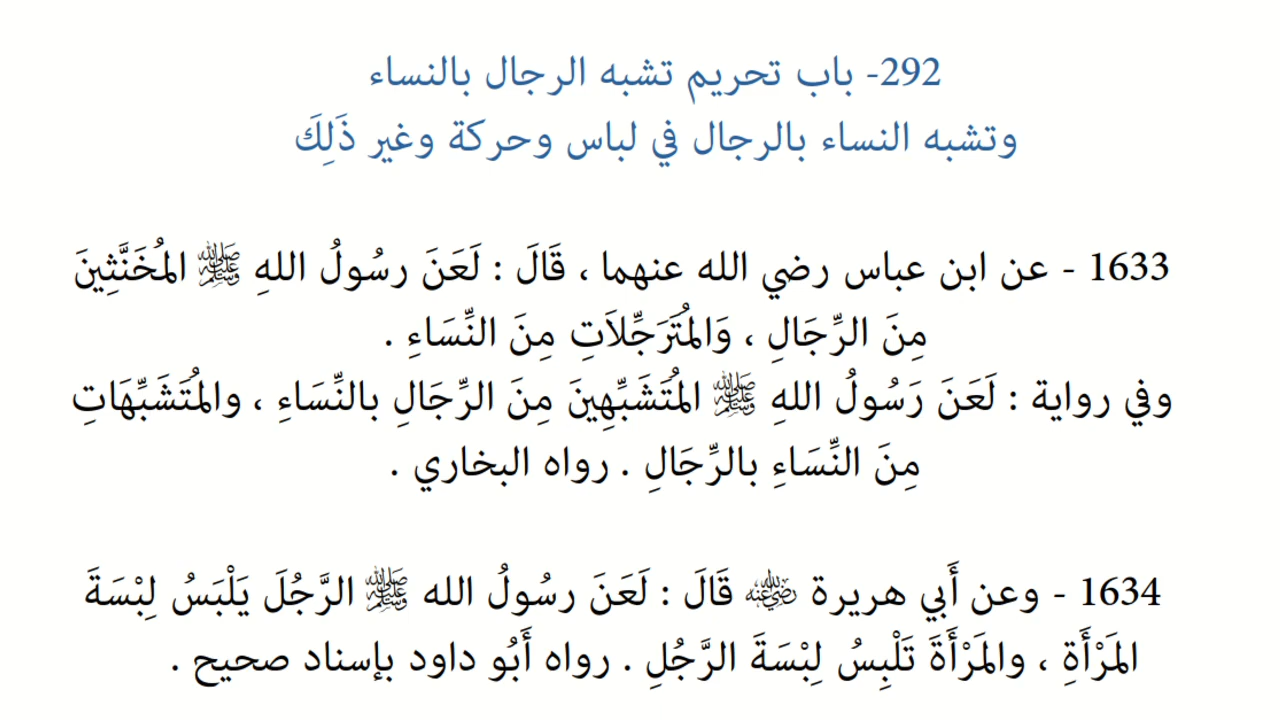 292- باب تحريم تشبه الرجال بالنساء
وتشبه النساء بالرجال في لباس وحركة وغير ذَلِكَ
1633 - عن ابن عباس رضي الله عنهما ، قَالَ : لَعَنَ رسُولُ اللهِ ﷺ المُخَنَّثِينَ
مِنَ الرِّجَالِ ، وَالمُتَرَجِّلاَتِ مِنَ النِّسَاءِ .
وفي رواية : لَعَنَ رَسُولُ اللهِ ﷺ المُتَشَبِّهِينَ مِنَ الرِّجَالِ بالنِّسَاءِ ، والمُتَشَبِّهَاتِ
مِنَ النِّسَاءِ بالرِّجَالِ . رواه البخاري .
1634 - وعن أَبي هريرة رضي الله عنه قَالَ : لَعَنَ رسُولُ الله ﷺ الرَّجُلَ يَلْبَسُ لِبْسَةَ
المَرْأَةِ ، والمَرْأَةَ تَلْبِسُ لِبْسَةَ الرَّجُلِ . رواه أَبُو داود بإسناد صحيح .